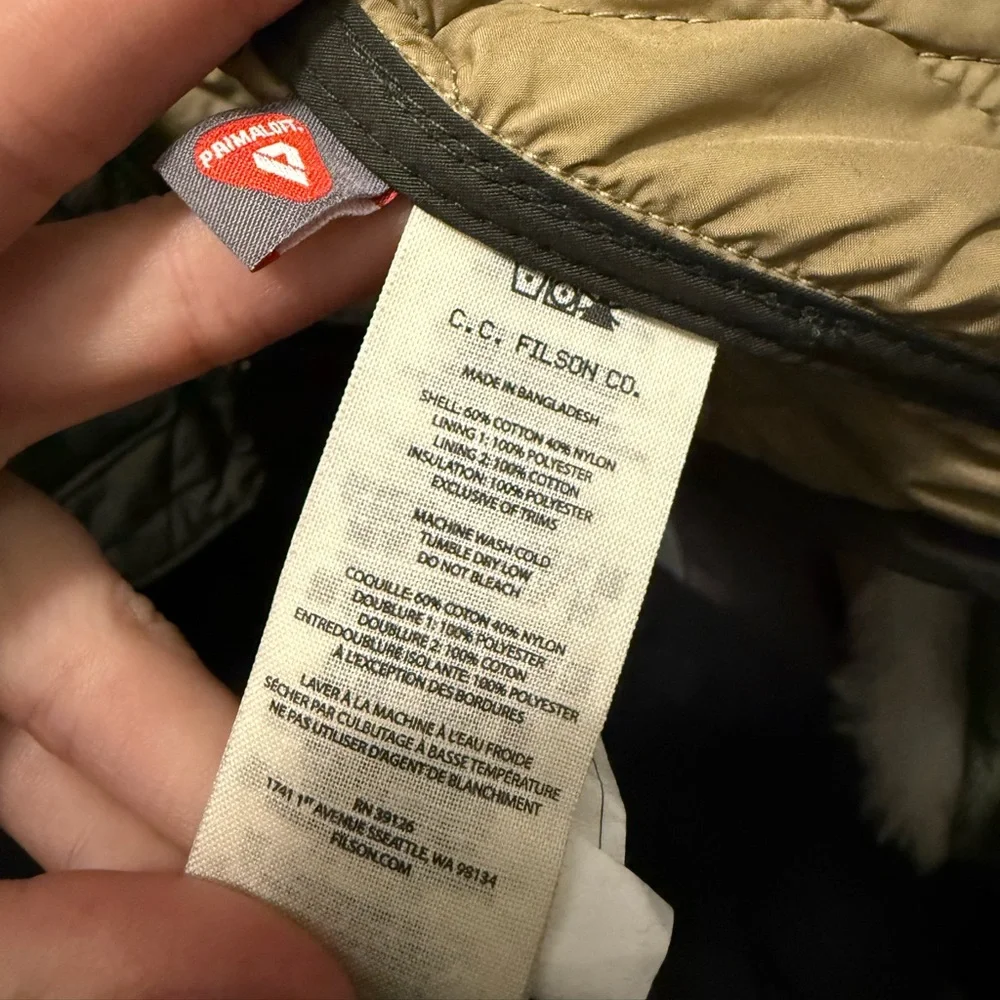 PRIMALOFT
C.C. FILSON CO.
MADE IN BANGLADESH
SHELL: 60% COTTON 40% NYLON
LINING 1: 100% POLYESTER
LINING 2: 100% COTTON
INSULATION: 100% POLYESTER
EXCLUSIVE OF TRIMS
MACHINE WASH COLD
TUMBLE DRY LOW
DO NOT BLEACH
COQUILLE: 60% COTON 40% NYLON
DOUBLURE 1: 100% POLYESTER
DOUBLURE 2: 100% COTON
ENTREDOUBLURE ISOLANTE: 100% POLYESTER
À L'EXCEPTION DES BORDURES
LAVER À LA MACHINE À L'EAU FROIDE
SÉCHER PAR CULBUTAGE À BASSE TEMPÉRATURE
NE PAS UTILISER D'AGENT DE BLANCHIMENT
RN 39126
1741 1ST AVENUE SSEATTLE, WA 98134
FILSON.COM